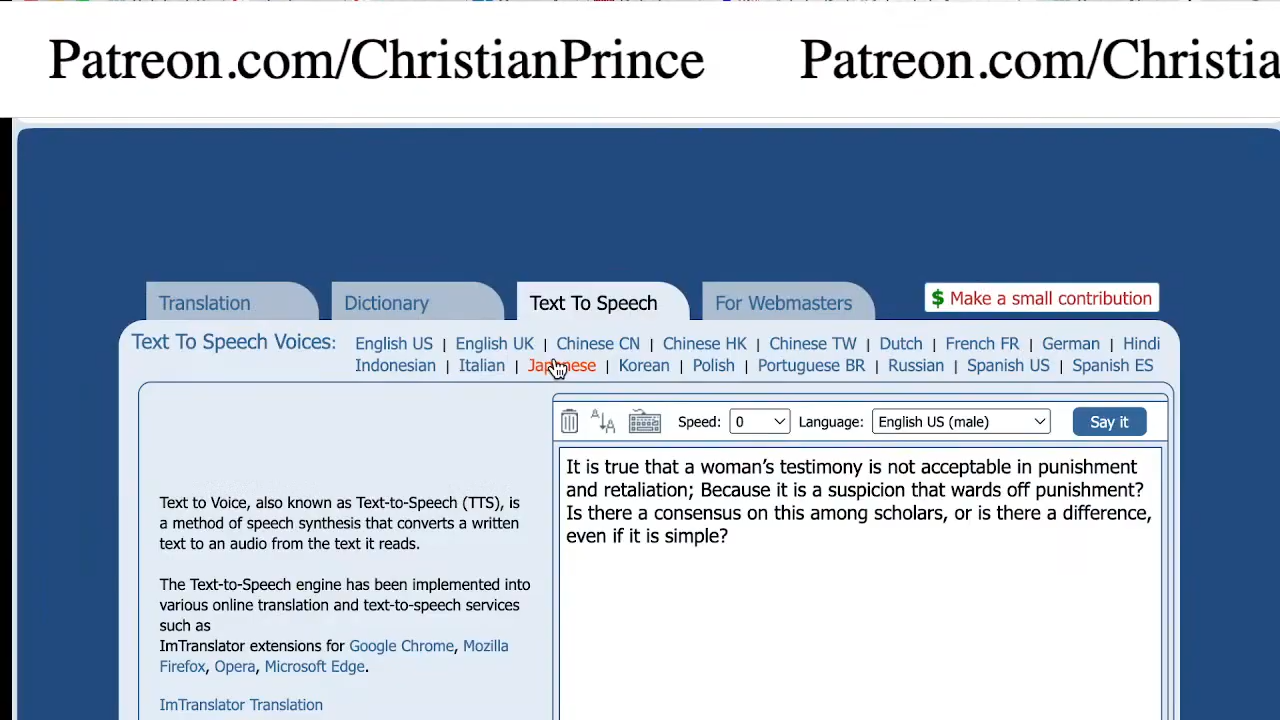 Patreon.com/ChristianPrince Patreon.com/Christia
Translation Dictionary Text To Speech For Webmasters $ Make a small contribution
Text To Speech Voices: English US | English UK | Chinese CN | Chinese HK | Chinese TW | Dutch | French FR | German | Hindi
Indonesian | Italian | Japanese | Korean | Polish | Portuguese BR | Russian | Spanish US | Spanish ES
Speed: 0 Language: English US (male) Say it
It is true that a woman’s testimony is not acceptable in punishment
and retaliation; Because it is a suspicion that wards off punishment?
Is there a consensus on this among scholars, or is there a difference,
even if it is simple?
Text to Voice, also known as Text-to-Speech (TTS), is
a method of speech synthesis that converts a written
text to an audio from the text it reads.
The Text-to-Speech engine has been implemented into
various online translation and text-to-speech services
such as
ImTranslator extensions for Google Chrome, Mozilla
Firefox, Opera, Microsoft Edge.
ImTranslator Translation